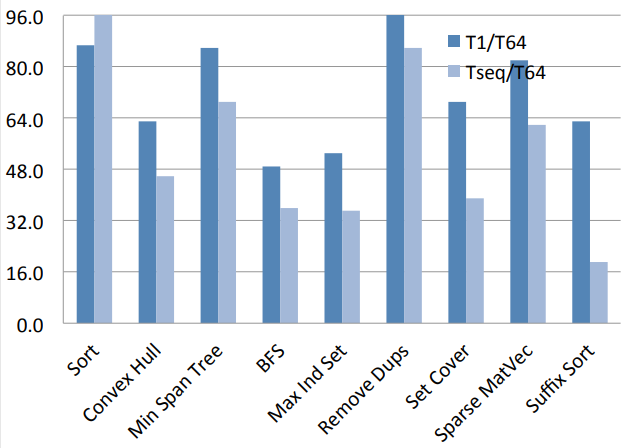 96.0
80.0
64.0
48.0
32.0
16.0
0.0
T1/T64
Tseq/T64
Sort
Convex Hull
Min Span Tree
BFS
Max Ind Set
Remove Dups
Set Cover
Sparse MatVec
Suffix Sort